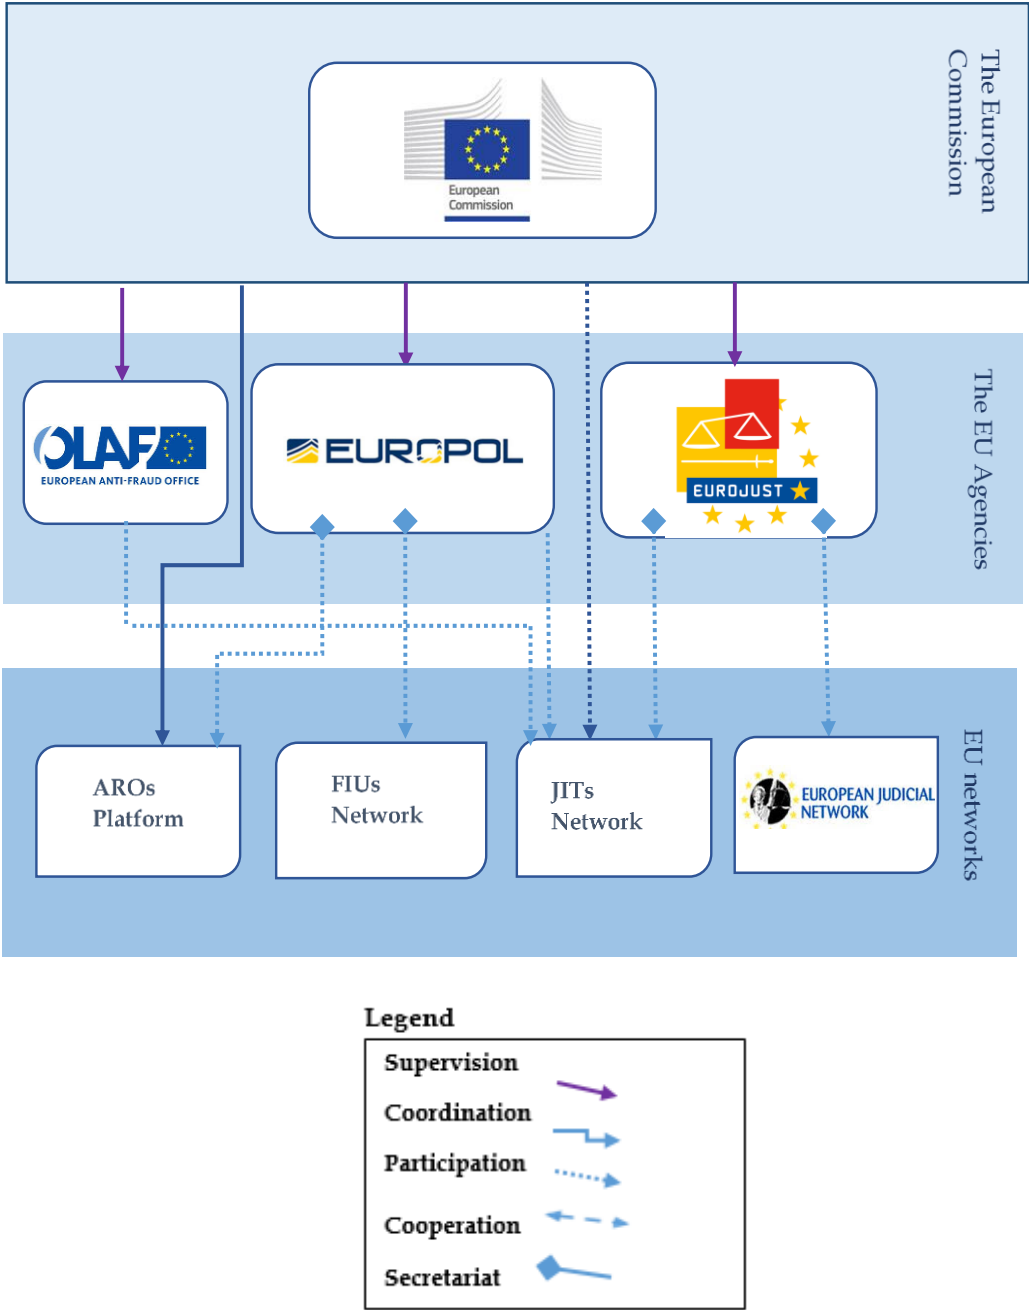 The European
Commission
European
Commission
OLAF
EUROPEAN ANTI-FRAUD OFFICE
EUROPOL
EUROJUST
The EU Agencies
AROs
Platform
FIUs
Network
JITs
Network
EUROPEAN JUDICIAL
NETWORK
EU networks
Legend
Supervision
Coordination
Participation
Cooperation
Secretariat